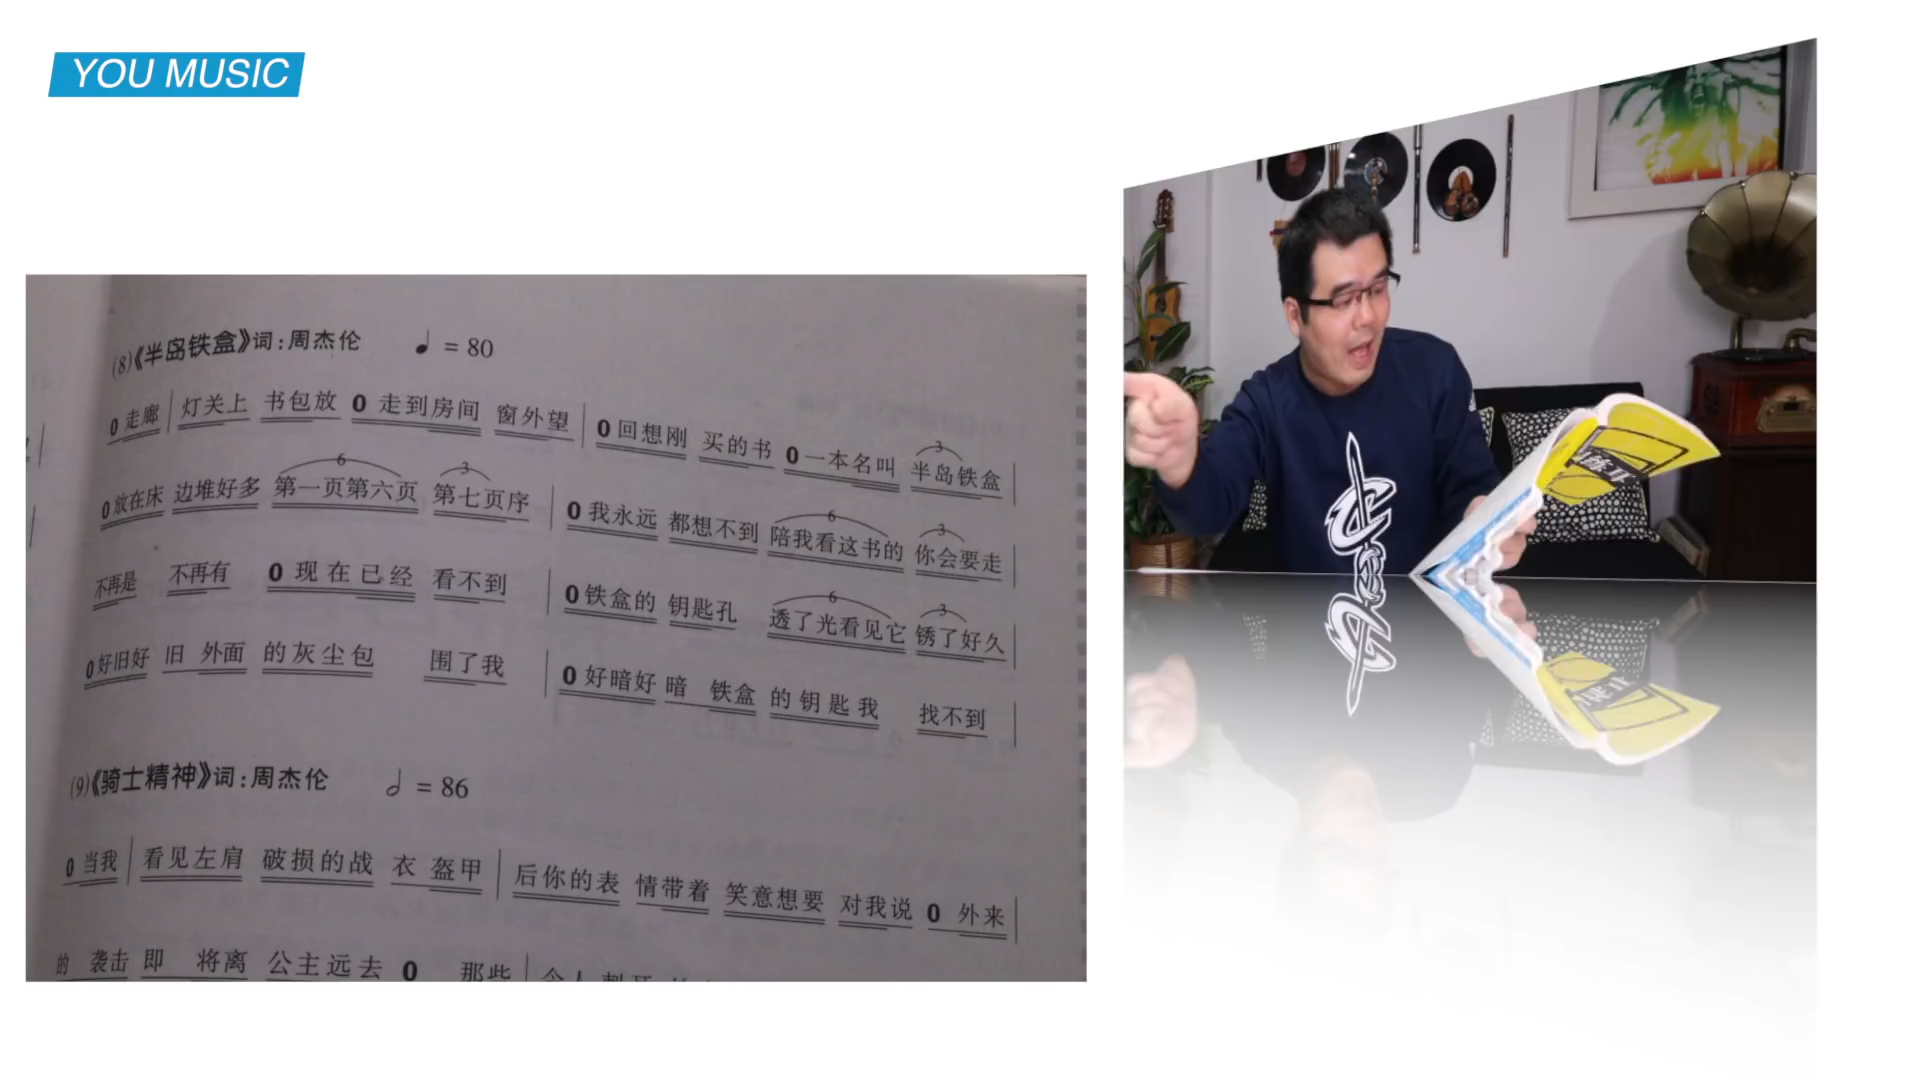 YOU MUSIC
(8)《半岛铁盒》词:周杰伦 ♩ = 80
0 走廊 | 灯关上 书包放 0 走到房间 窗外望 | 0 回想刚 买的书 0 一本名叫 3 半岛铁盒 |
0 放在床 边堆好多 6 第一页第六页 3 第七页序 | 0 我永远 都想不到 6 陪我看这书的 3 你会要走 |
不再是 不再有 0 现在已经 看不到 | 0 铁盒的 钥匙孔 6 透了光看见它 3 锈了好久 |
0 好旧好 旧 外面 的灰尘包 围了我 | 0 好暗好 暗 铁盒 的钥匙我 找不到 |
(9)《骑士精神》词:周杰伦 𝅗𝅥 = 86
0 当我 | 看见左肩 破损的战 衣 盔甲 | 后你的表 情带着 笑意想要 对我说 0 外来 |
的 袭击 即 将离 公主远去 0 那些 |